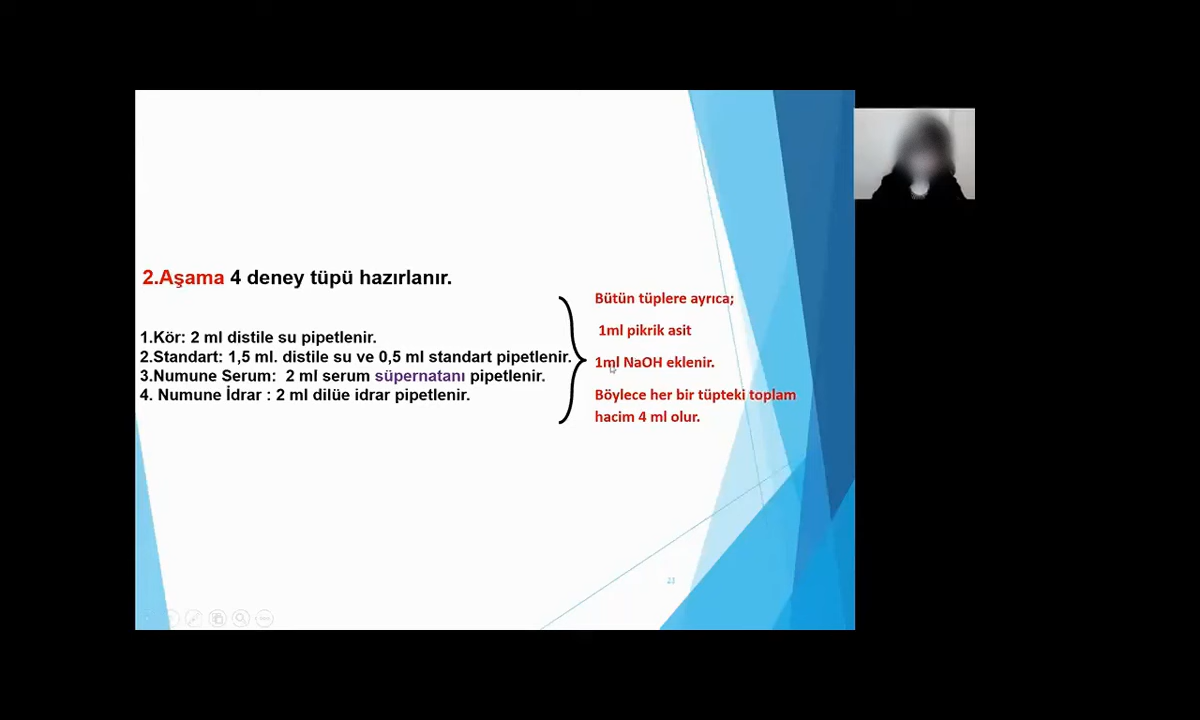 2.Aşama 4 deney tüpü hazırlanır.
1.Kör: 2 ml distile su pipetlenir.
2.Standart: 1,5 ml. distile su ve 0,5 ml standart pipetlenir.
3.Numune Serum: 2 ml serum süpernatanı pipetlenir.
4. Numune İdrar : 2 ml dilüe idrar pipetlenir.
Bütün tüplere ayrıca;
1ml pikrik asit
1ml NaOH eklenir.
Böylece her bir tüpteki toplam
hacim 4 ml olur.
23